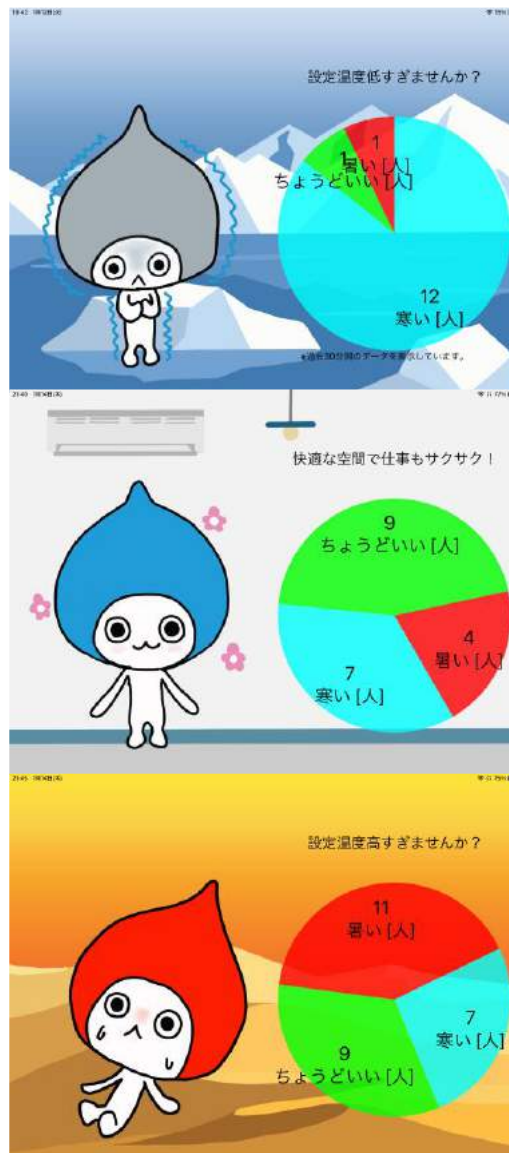 設定温度低すぎませんか？
1
暑い [人]
1
ちょうどいい [人]
12
寒い [人]
※過去30分間のデータを表示しています。
快適な空間で仕事もサクサク！
9
ちょうどいい [人]
4
暑い [人]
7
寒い [人]
設定温度高すぎませんか？
11
暑い [人]
7
寒い [人]
9
ちょうどいい [人]